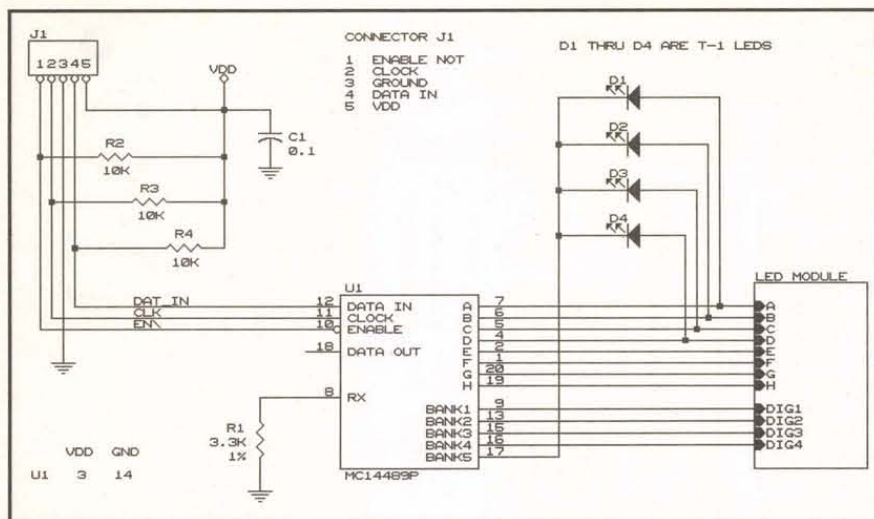 J1
12345
CONNECTOR J1
1 ENABLE NOT
2 CLOCK
3 GROUND
4 DATA IN
5 VDD
D1 THRU D4 ARE T-1 LEDS
VDD
C1
0.1
R2
10K
R3
10K
R4
10K
D1
D2
D3
D4
LED MODULE
U1
DAT_IN 12 DATA IN A 7 A
CLK 11 CLOCK B 6 B
EN\ 10 ENABLE C 5 C
D 4 D
18 DATA OUT E 2 E
F 1 F
G 20 G
H 19 H
8 RX
BANK1 9 DIG1
BANK2 13 DIG2
BANK3 15 DIG3
BANK4 16 DIG4
BANK5 17
R1
3.3K
1%
MC14489P
VDD GND
U1 3 14